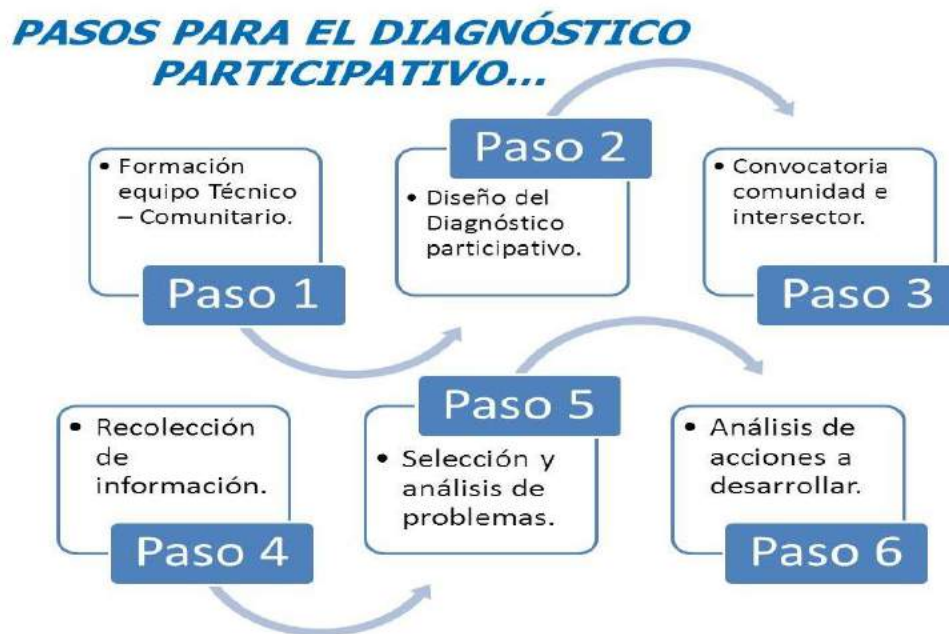 PASOS PARA EL DIAGNÓSTICO
PARTICIPATIVO...
• Formación
equipo Técnico
– Comunitario.
Paso 1
Paso 2
• Diseño del
Diagnóstico
participativo.
• Convocatoria
comunidad e
intersector.
Paso 3
• Recolección
de
información.
Paso 4
Paso 5
• Selección y
análisis de
problemas.
• Análisis de
acciones a
desarrollar.
Paso 6